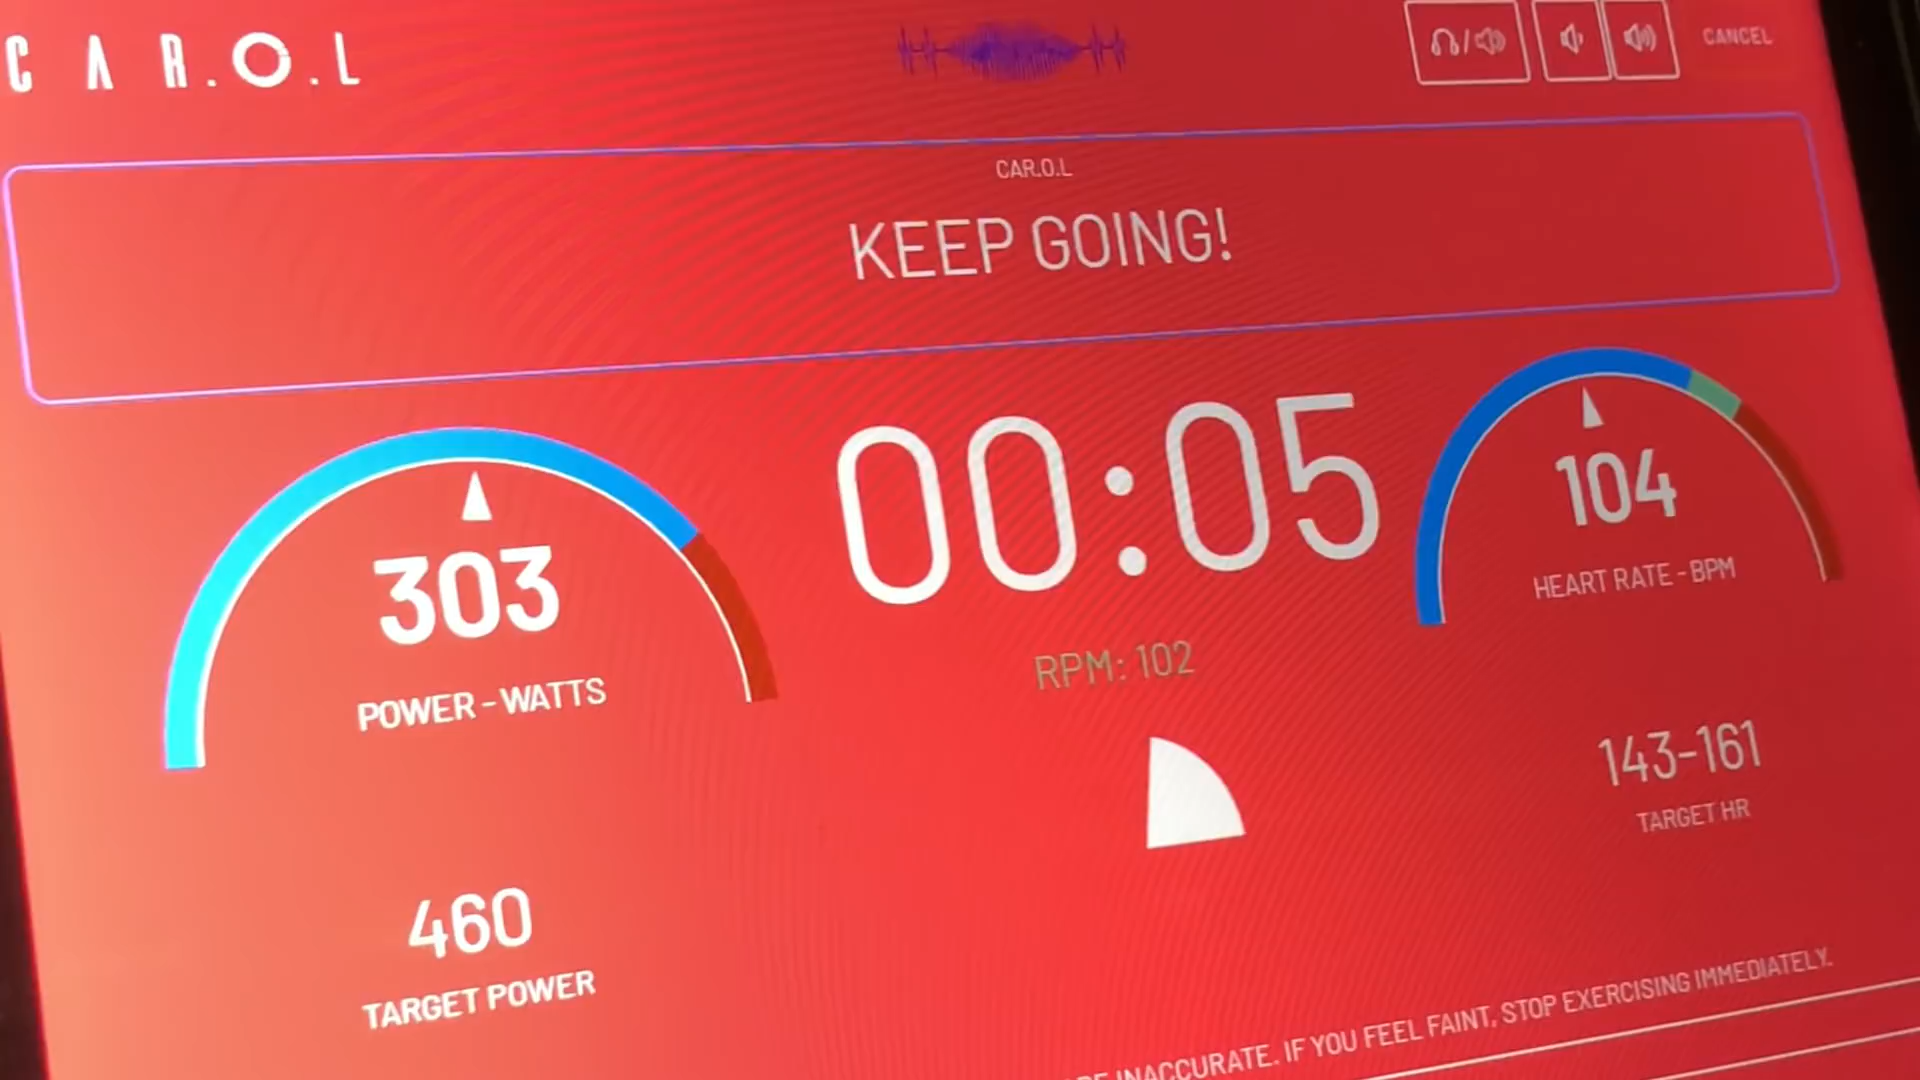 CAR.O.L
CANCEL
CAR.O.L
KEEP GOING!
00:05
303
POWER - WATTS
104
HEART RATE - BPM
RPM: 102
143-161
TARGET HR
460
TARGET POWER
INACCURATE. IF YOU FEEL FAINT, STOP EXERCISING IMMEDIATELY.